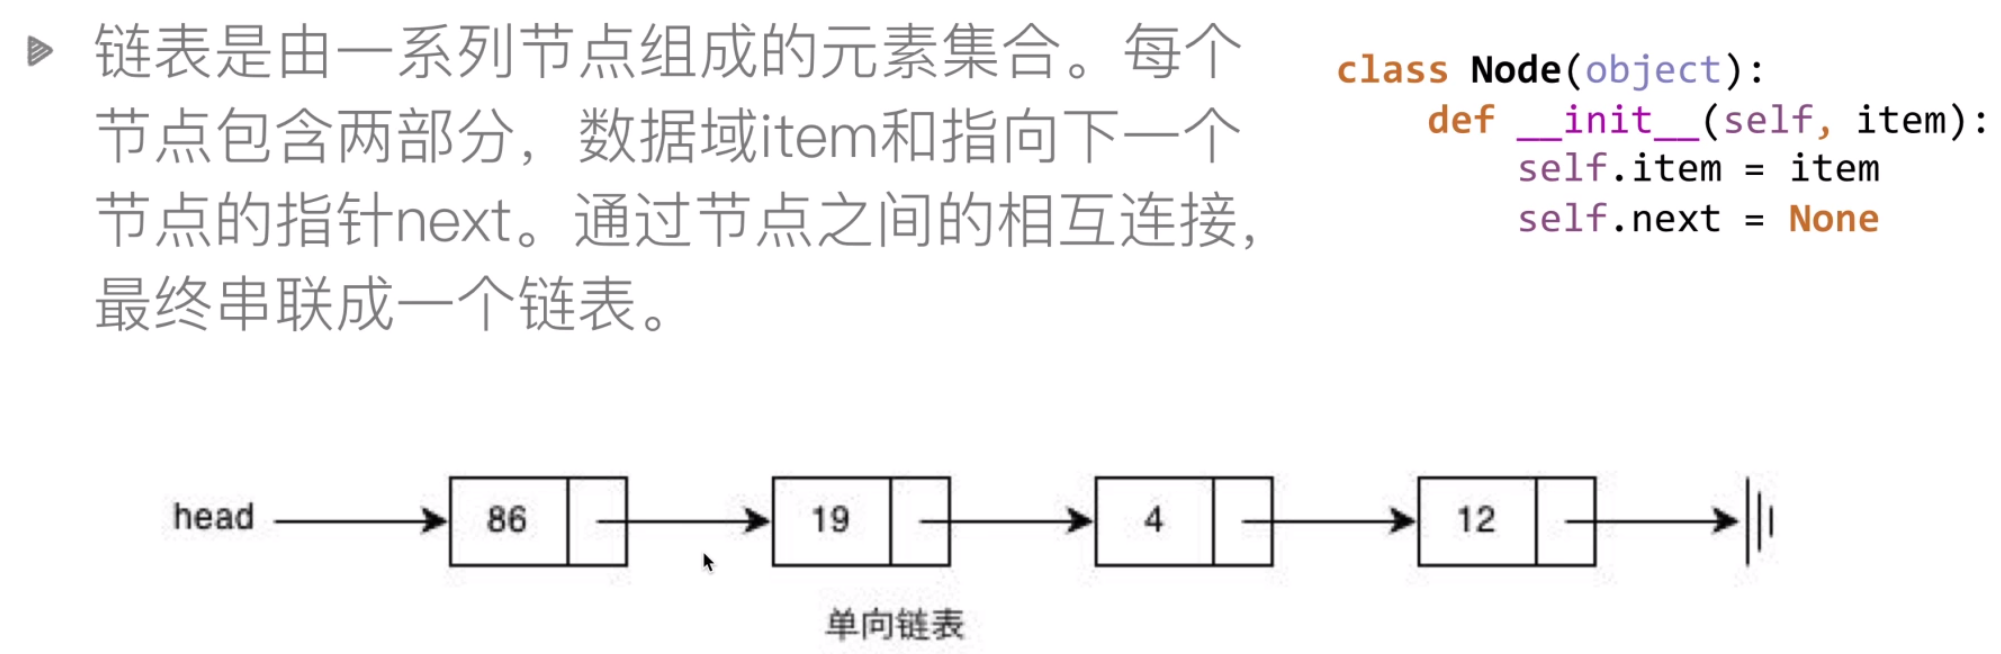 链表是由一系列节点组成的元素集合。每个
节点包含两部分，数据域item和指向下一个
节点的指针next。通过节点之间的相互连接，
最终串联成一个链表。
class Node(object):
    def __init__(self, item):
        self.item = item
        self.next = None
head 86 19 4 12
单向链表